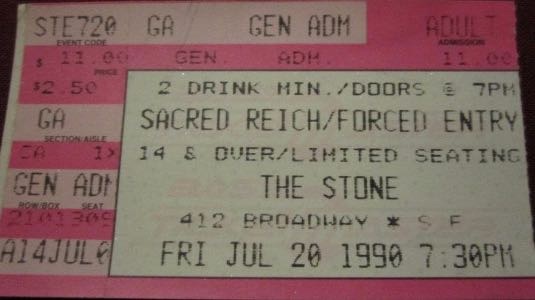 STE720 GA GEN ADM ADULT
EVENT CODE ADMISSION
$ 11.00 GEN. ADM. 11.00
PRICE
$2.50 2 DRINK MIN./DOORS @ 7PM
GA SACRED REICH/FORCED ENTRY
SECTION/AISLE
CA 1X 14 & OVER/LIMITED SEATING
GEN ADM THE STONE
ROW/BOX SEAT
412 BROADWAY * S F
A14JUL0 FRI JUL 20 1990 7:30PM